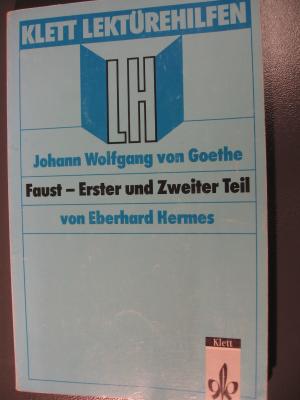 KLETT LEKTÜREHILFEN
LH
Johann Wolfgang von Goethe
Faust – Erster und Zweiter Teil
von Eberhard Hermes
Klett